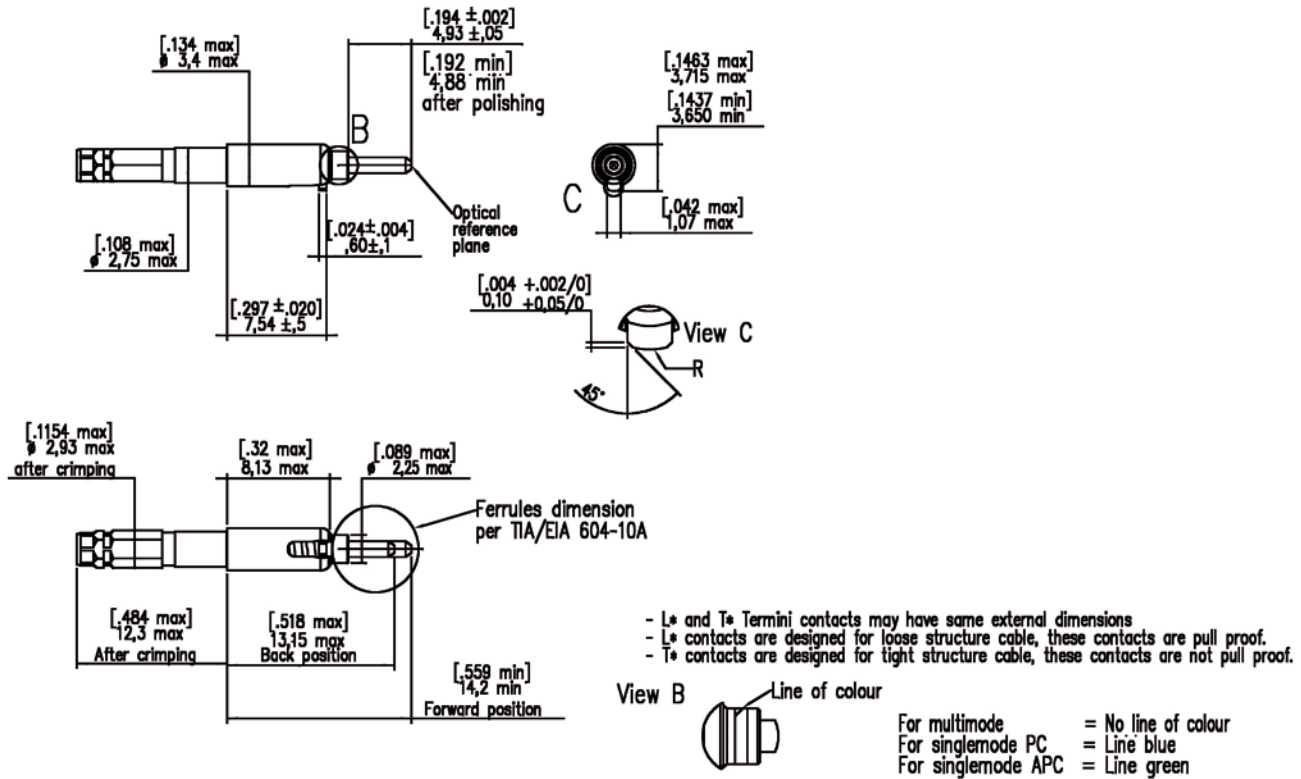 [.194 ±.002]
4,93 ±,05
[.134 max]
ø 3,4 max
[.192 min]
4,88 min
after polishing
[.1463 max]
3,715 max
[.1437 min]
3,650 min
B
C
Optical
reference
plane
[.042 max]
1,07 max
[.024±.004]
,60±,1
[.108 max]
ø 2,75 max
[.297 ±.020]
7,54 ±,5
[.004 +.002/0]
0,10 +0,05/0
View C
R
45°
[.1154 max]
ø 2,93 max
after crimping
[.32 max]
8,13 max
[.089 max]
ø 2,25 max
Ferrules dimension
per TIA/EIA 604-10A
[.484 max]
12,3 max
After crimping
[.518 max]
13,15 max
Back position
[.559 min]
14,2 min
Forward position
- L* and T* Termini contacts may have same external dimensions
- L* contacts are designed for loose structure cable, these contacts are pull proof.
- T* contacts are designed for tight structure cable, these contacts are not pull proof.
View B
Line of colour
For multimode = No line of colour
For singlemode PC = Line blue
For singlemode APC = Line green